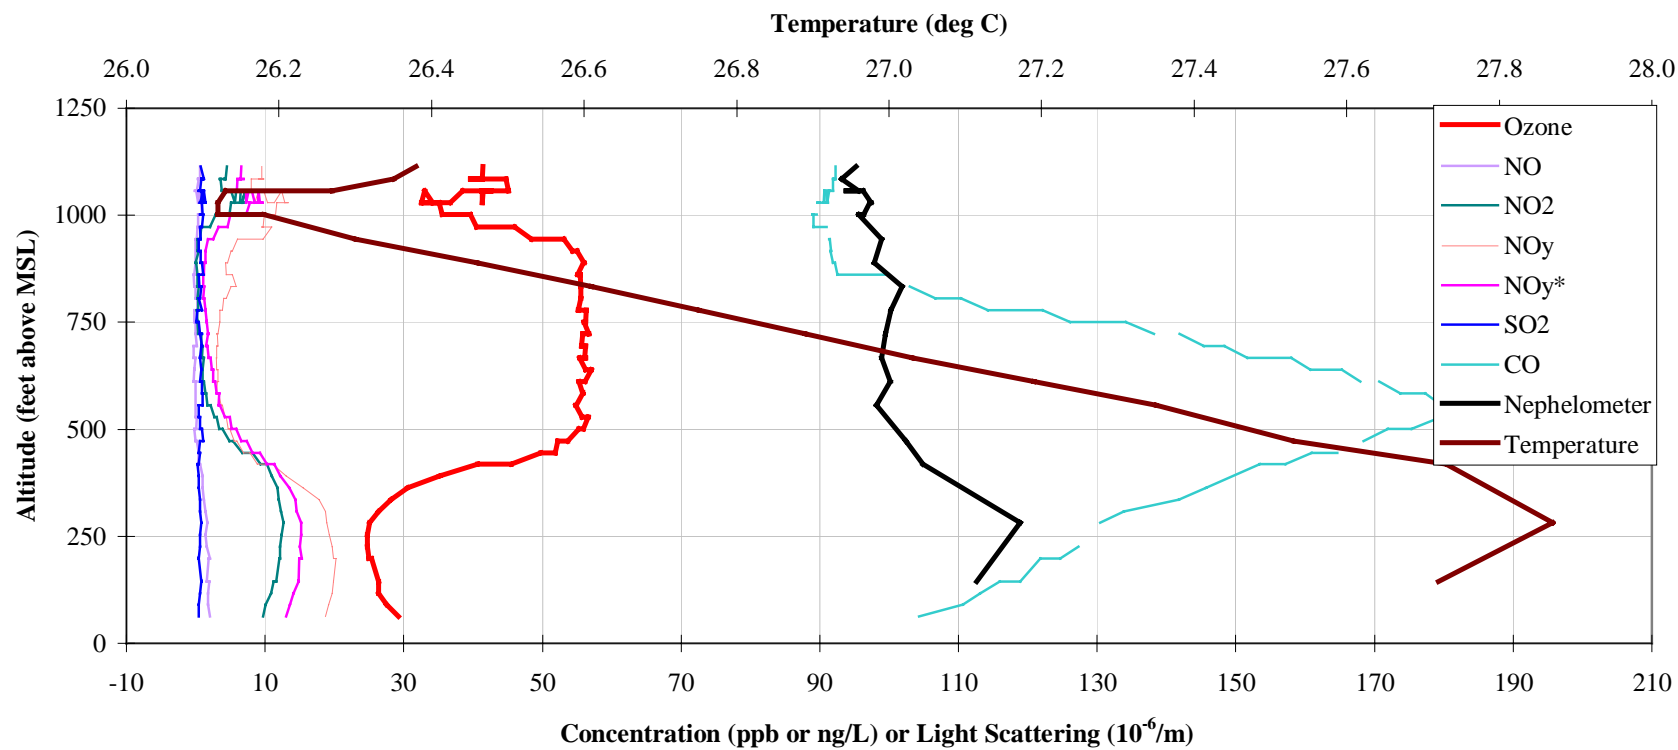 Temperature (deg C)
26.0 26.2 26.4 26.6 26.8 27.0 27.2 27.4 27.6 27.8 28.0
1250
1000
750
500
250
0
Altitude (feet above MSL)
Ozone
NO
NO2
NOy
NOy*
SO2
CO
Nephelometer
Temperature
-10 10 30 50 70 90 110 130 150 170 190 210
Concentration (ppb or ng/L) or Light Scattering (10⁻⁶/m)